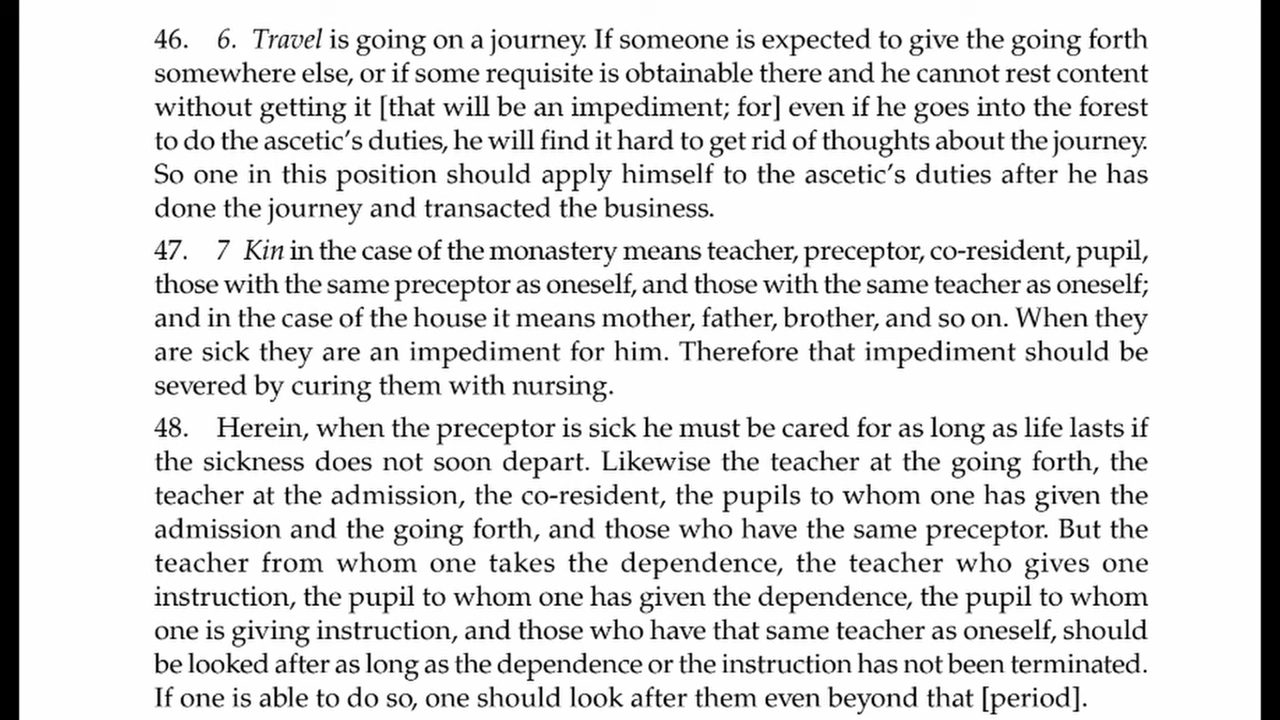 46. 6. Travel is going on a journey. If someone is expected to give the going forth
somewhere else, or if some requisite is obtainable there and he cannot rest content
without getting it [that will be an impediment; for] even if he goes into the forest
to do the ascetic’s duties, he will find it hard to get rid of thoughts about the journey.
So one in this position should apply himself to the ascetic’s duties after he has
done the journey and transacted the business.
47. 7 Kin in the case of the monastery means teacher, preceptor, co-resident, pupil,
those with the same preceptor as oneself, and those with the same teacher as oneself;
and in the case of the house it means mother, father, brother, and so on. When they
are sick they are an impediment for him. Therefore that impediment should be
severed by curing them with nursing.
48. Herein, when the preceptor is sick he must be cared for as long as life lasts if
the sickness does not soon depart. Likewise the teacher at the going forth, the
teacher at the admission, the co-resident, the pupils to whom one has given the
admission and the going forth, and those who have the same preceptor. But the
teacher from whom one takes the dependence, the teacher who gives one
instruction, the pupil to whom one has given the dependence, the pupil to whom
one is giving instruction, and those who have that same teacher as oneself, should
be looked after as long as the dependence or the instruction has not been terminated.
If one is able to do so, one should look after them even beyond that [period].